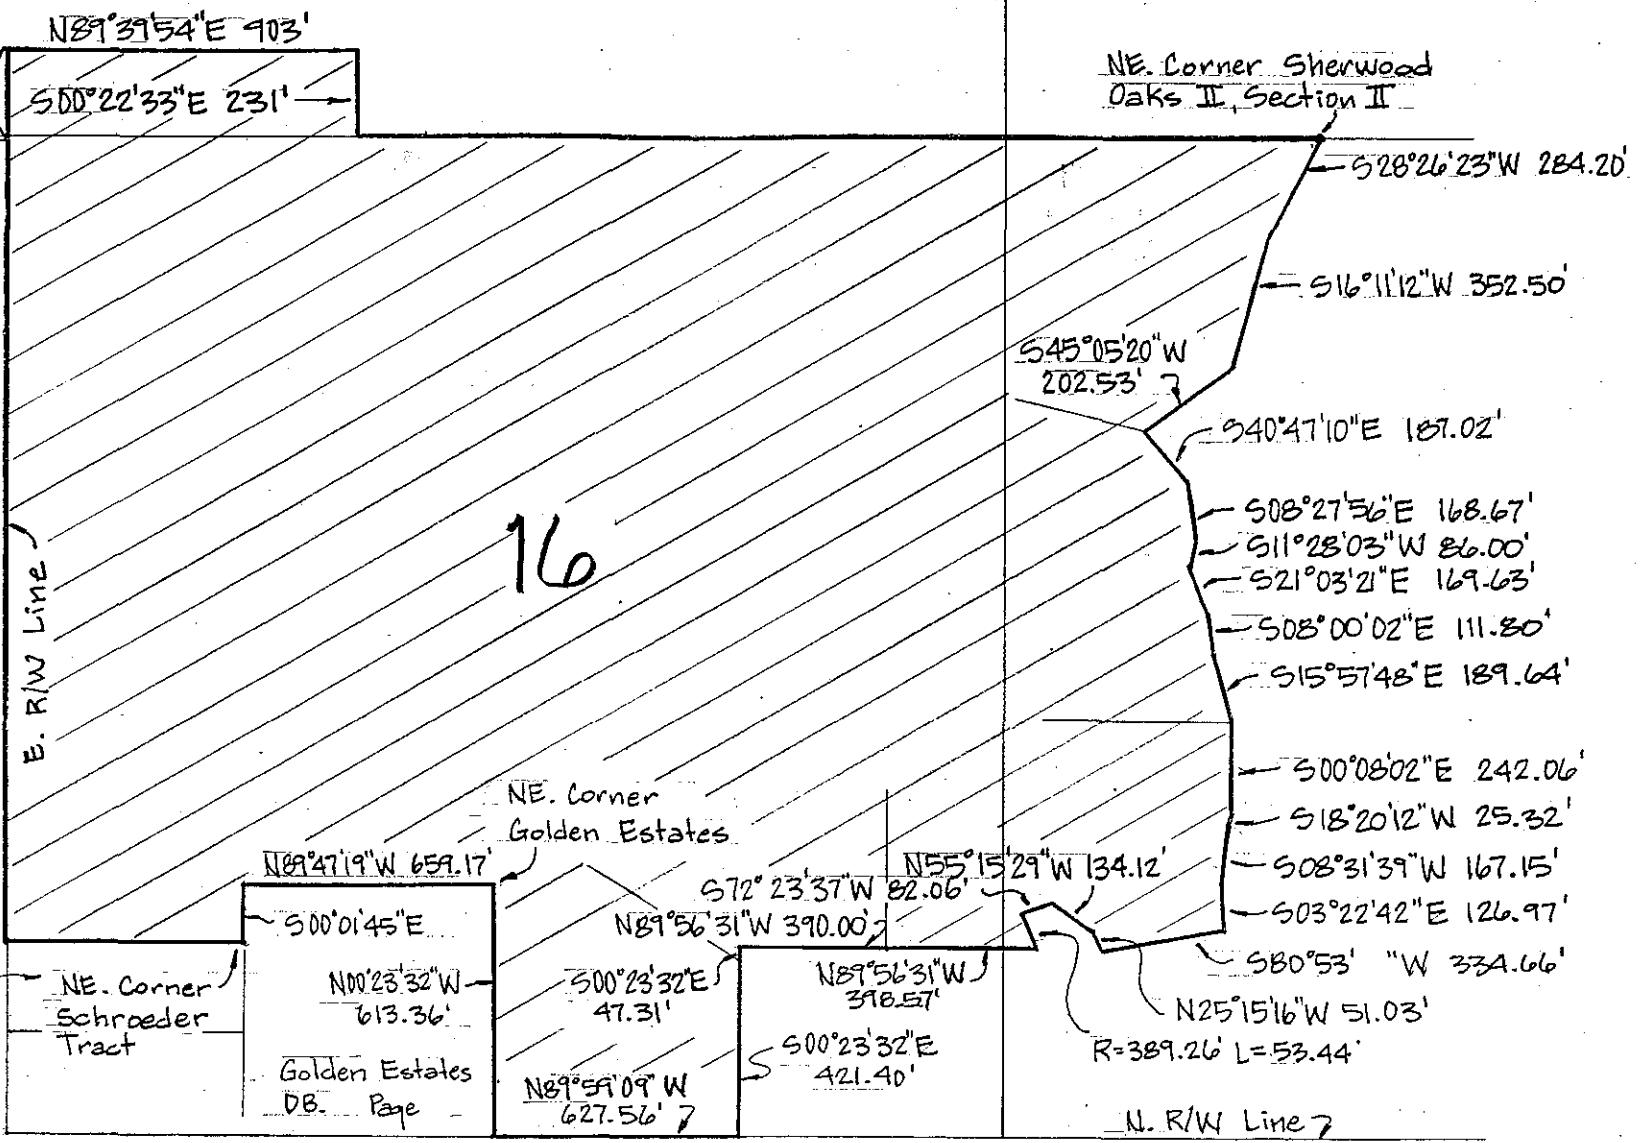 N89°39'54"E 903'
S00°22'33"E 231'
NE. Corner Sherwood
Oaks II, Section II
S28°26'23"W 284.20'
S16°11'12"W 352.50'
S45°05'20"W
202.53'
S40°47'10"E 187.02'
S08°27'56"E 168.67'
S11°28'03"W 86.00'
S21°03'21"E 169.63'
S08°00'02"E 111.80'
S15°57'48"E 189.64'
16
E. R/W Line
S00°08'02"E 242.06'
S18°20'12"W 25.32'
S08°31'39"W 167.15'
S03°22'42"E 126.97'
S80°53' "W 334.66'
NE. Corner
Golden Estates
N89°47'19"W 659.17'
N55°15'29"W 134.12'
S72°23'37"W 82.06'
N89°56'31"W 390.00'
S00°01'45"E
NE. Corner
Schroeder
Tract
N00°23'32"W
613.36'
S00°23'32"E
47.31'
N89°56'31"W
398.57'
N25°15'16"W 51.03'
R=389.26' L=53.44'
S00°23'32"E
421.40'
Golden Estates
DB. Page
N89°59'09"W
627.56'
N. R/W Line